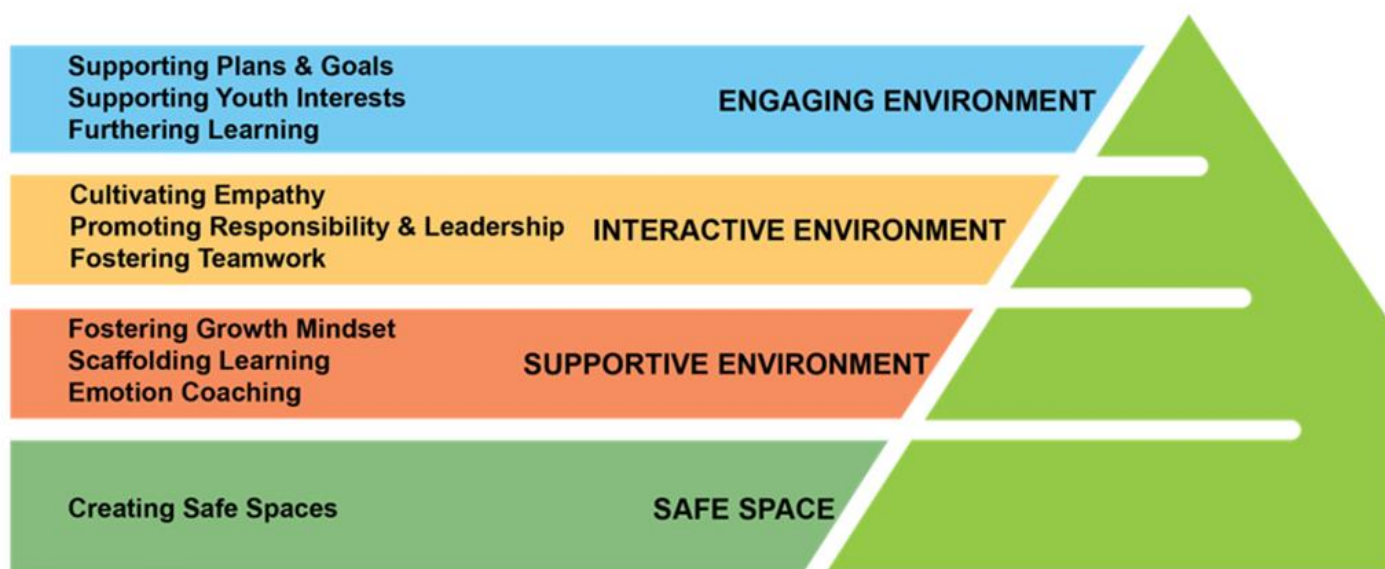 Supporting Plans & Goals
Supporting Youth Interests
Furthering Learning
ENGAGING ENVIRONMENT
Cultivating Empathy
Promoting Responsibility & Leadership
Fostering Teamwork
INTERACTIVE ENVIRONMENT
Fostering Growth Mindset
Scaffolding Learning
Emotion Coaching
SUPPORTIVE ENVIRONMENT
Creating Safe Spaces
SAFE SPACE